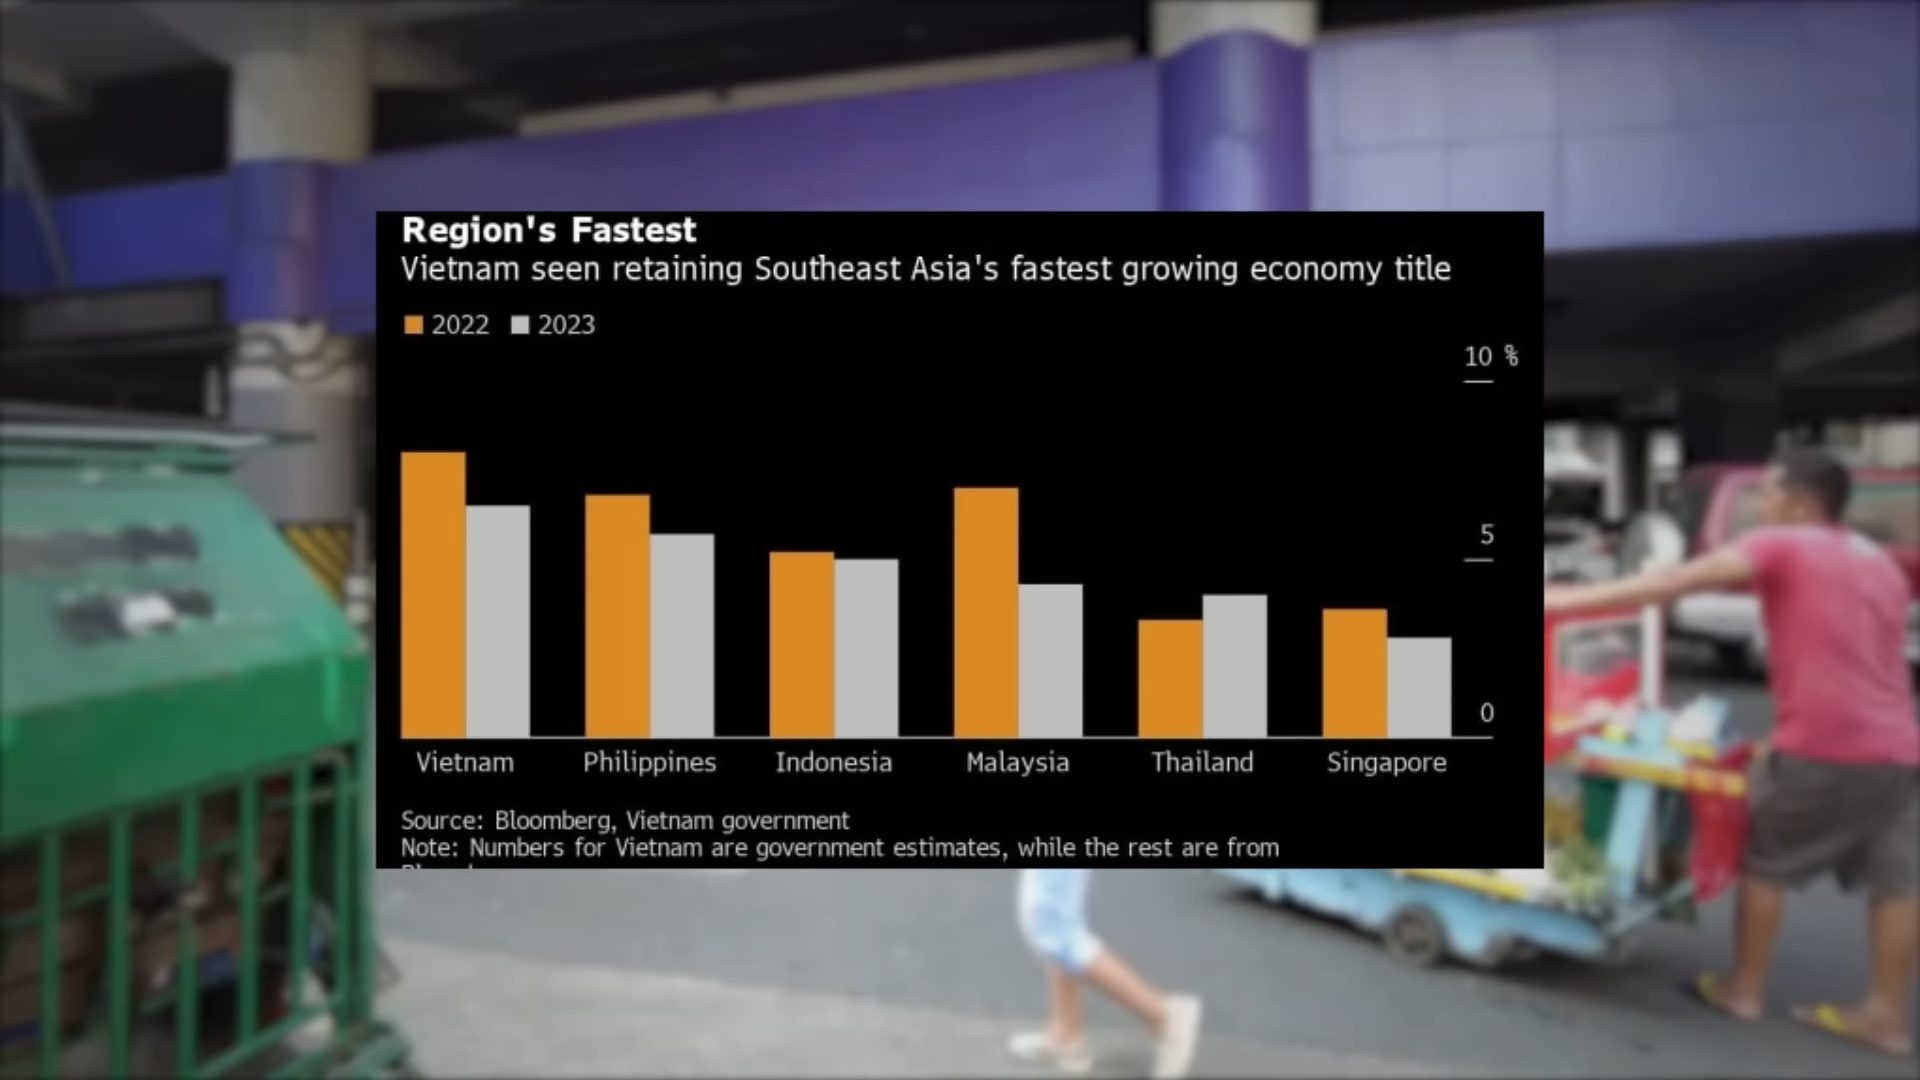 Region's Fastest
Vietnam seen retaining Southeast Asia's fastest growing economy title
2022 2023
10 %
5
0
Vietnam Philippines Indonesia Malaysia Thailand Singapore
Source: Bloomberg, Vietnam government
Note: Numbers for Vietnam are government estimates, while the rest are from